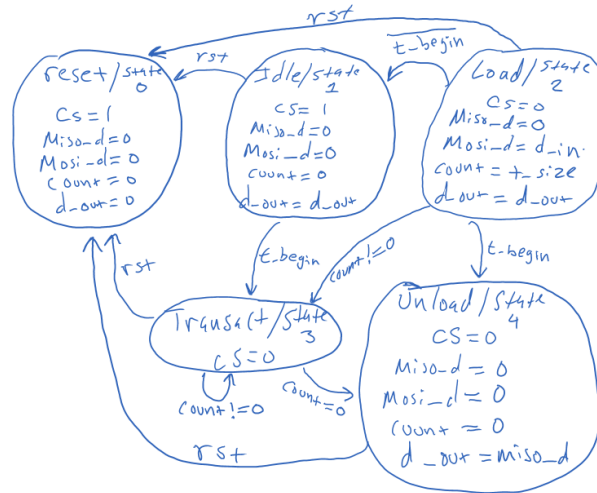 rst
reset/state
0
CS=1
Miso_d=0
Mosi_d=0
count=0
d_out=0
rst
Idle/state
1
CS=1
Miso_d=0
Mosi_d=0
count=0
d_out=d_out
t_begin
Load/state
2
CS=0
Miso_d=0
Mosi_d=d_in.
count=t_size
d_out=d_out
rst
t_begin
count!=0
t_begin
Transact/state
3
CS=0
count!=0
count=0
Unload/state
4
CS=0
Miso_d=0
Mosi_d=0
count=0
d_out=miso_d
rst